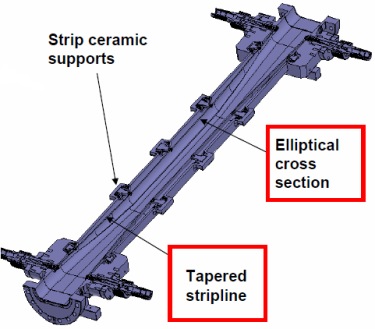 Strip ceramic
supports
Elliptical
cross
section
Tapered
stripline